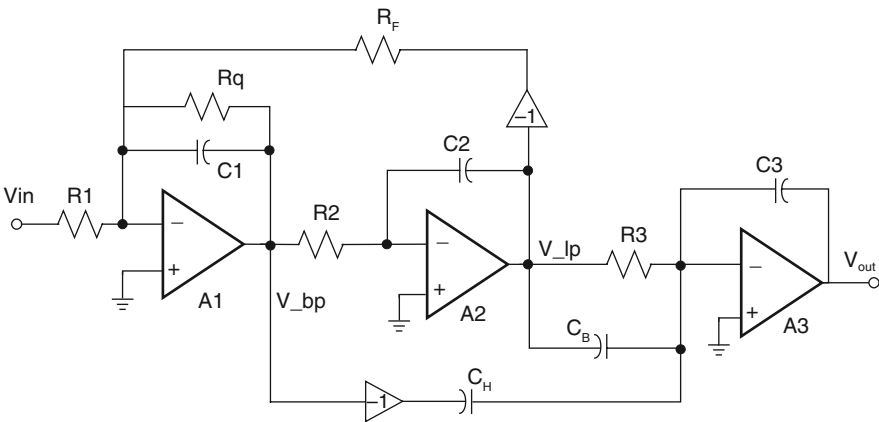 R_F
Rq
−1
C1
C2
C3
Vin
R1
−
+
A1
R2
−
+
A2
V_bp
V_lp
R3
−
+
A3
V_out
C_B
−1
C_H